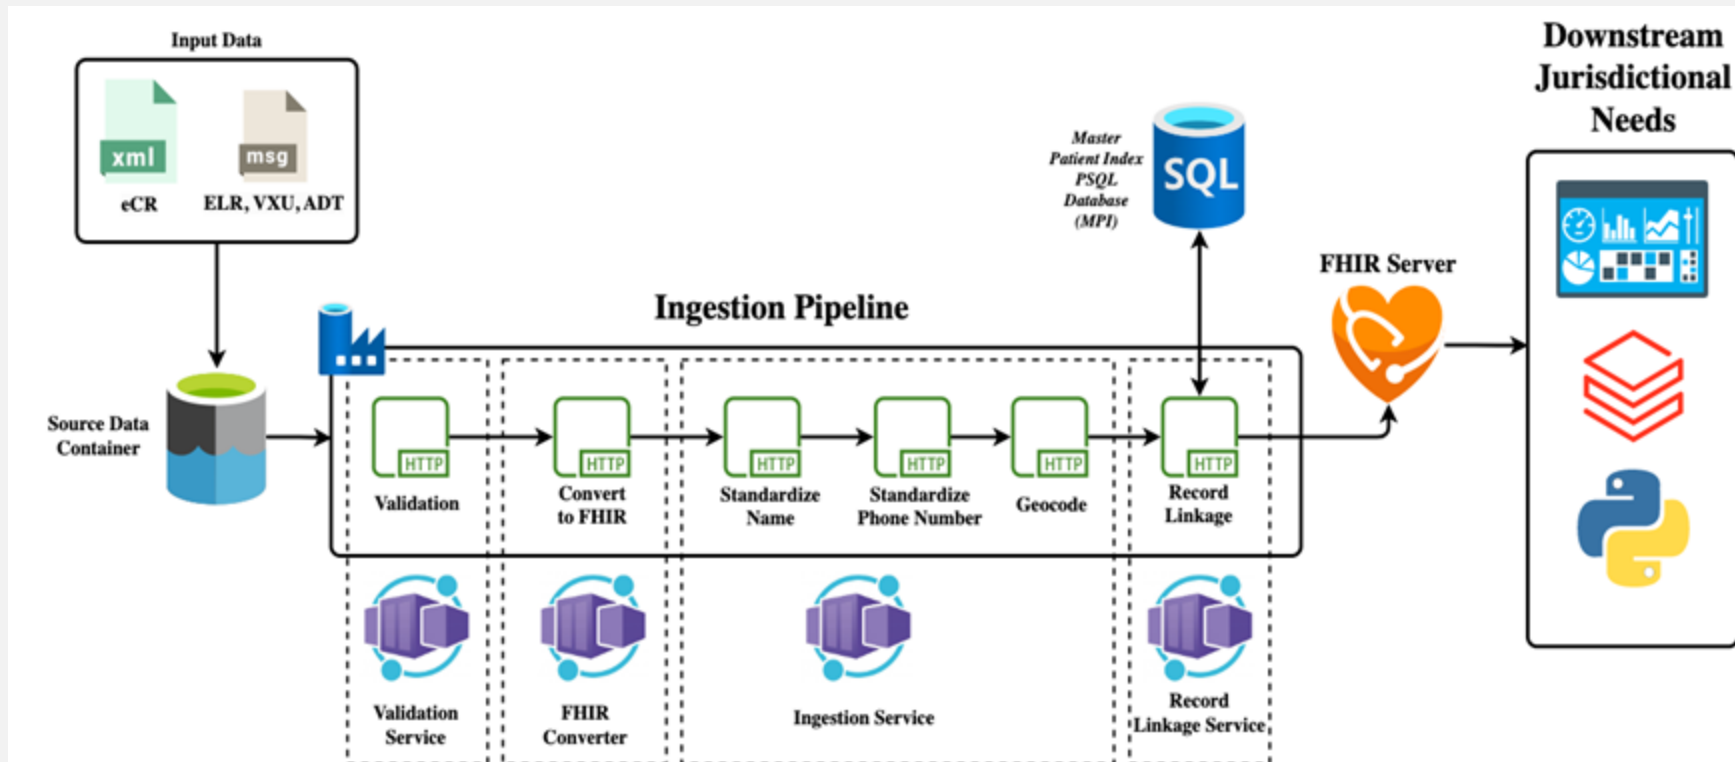 Input Data
xml
msg
eCR
ELR, VXU, ADT
Source Data
Container
Ingestion Pipeline
HTTP
Validation
HTTP
Convert
to FHIR
HTTP
Standardize
Name
HTTP
Standardize
Phone Number
HTTP
Geocode
HTTP
Record
Linkage
Validation
Service
FHIR
Converter
Ingestion Service
Record
Linkage Service
Master
Patient Index
PSQL
Database
(MPI)
SQL
FHIR Server
Downstream
Jurisdictional
Needs